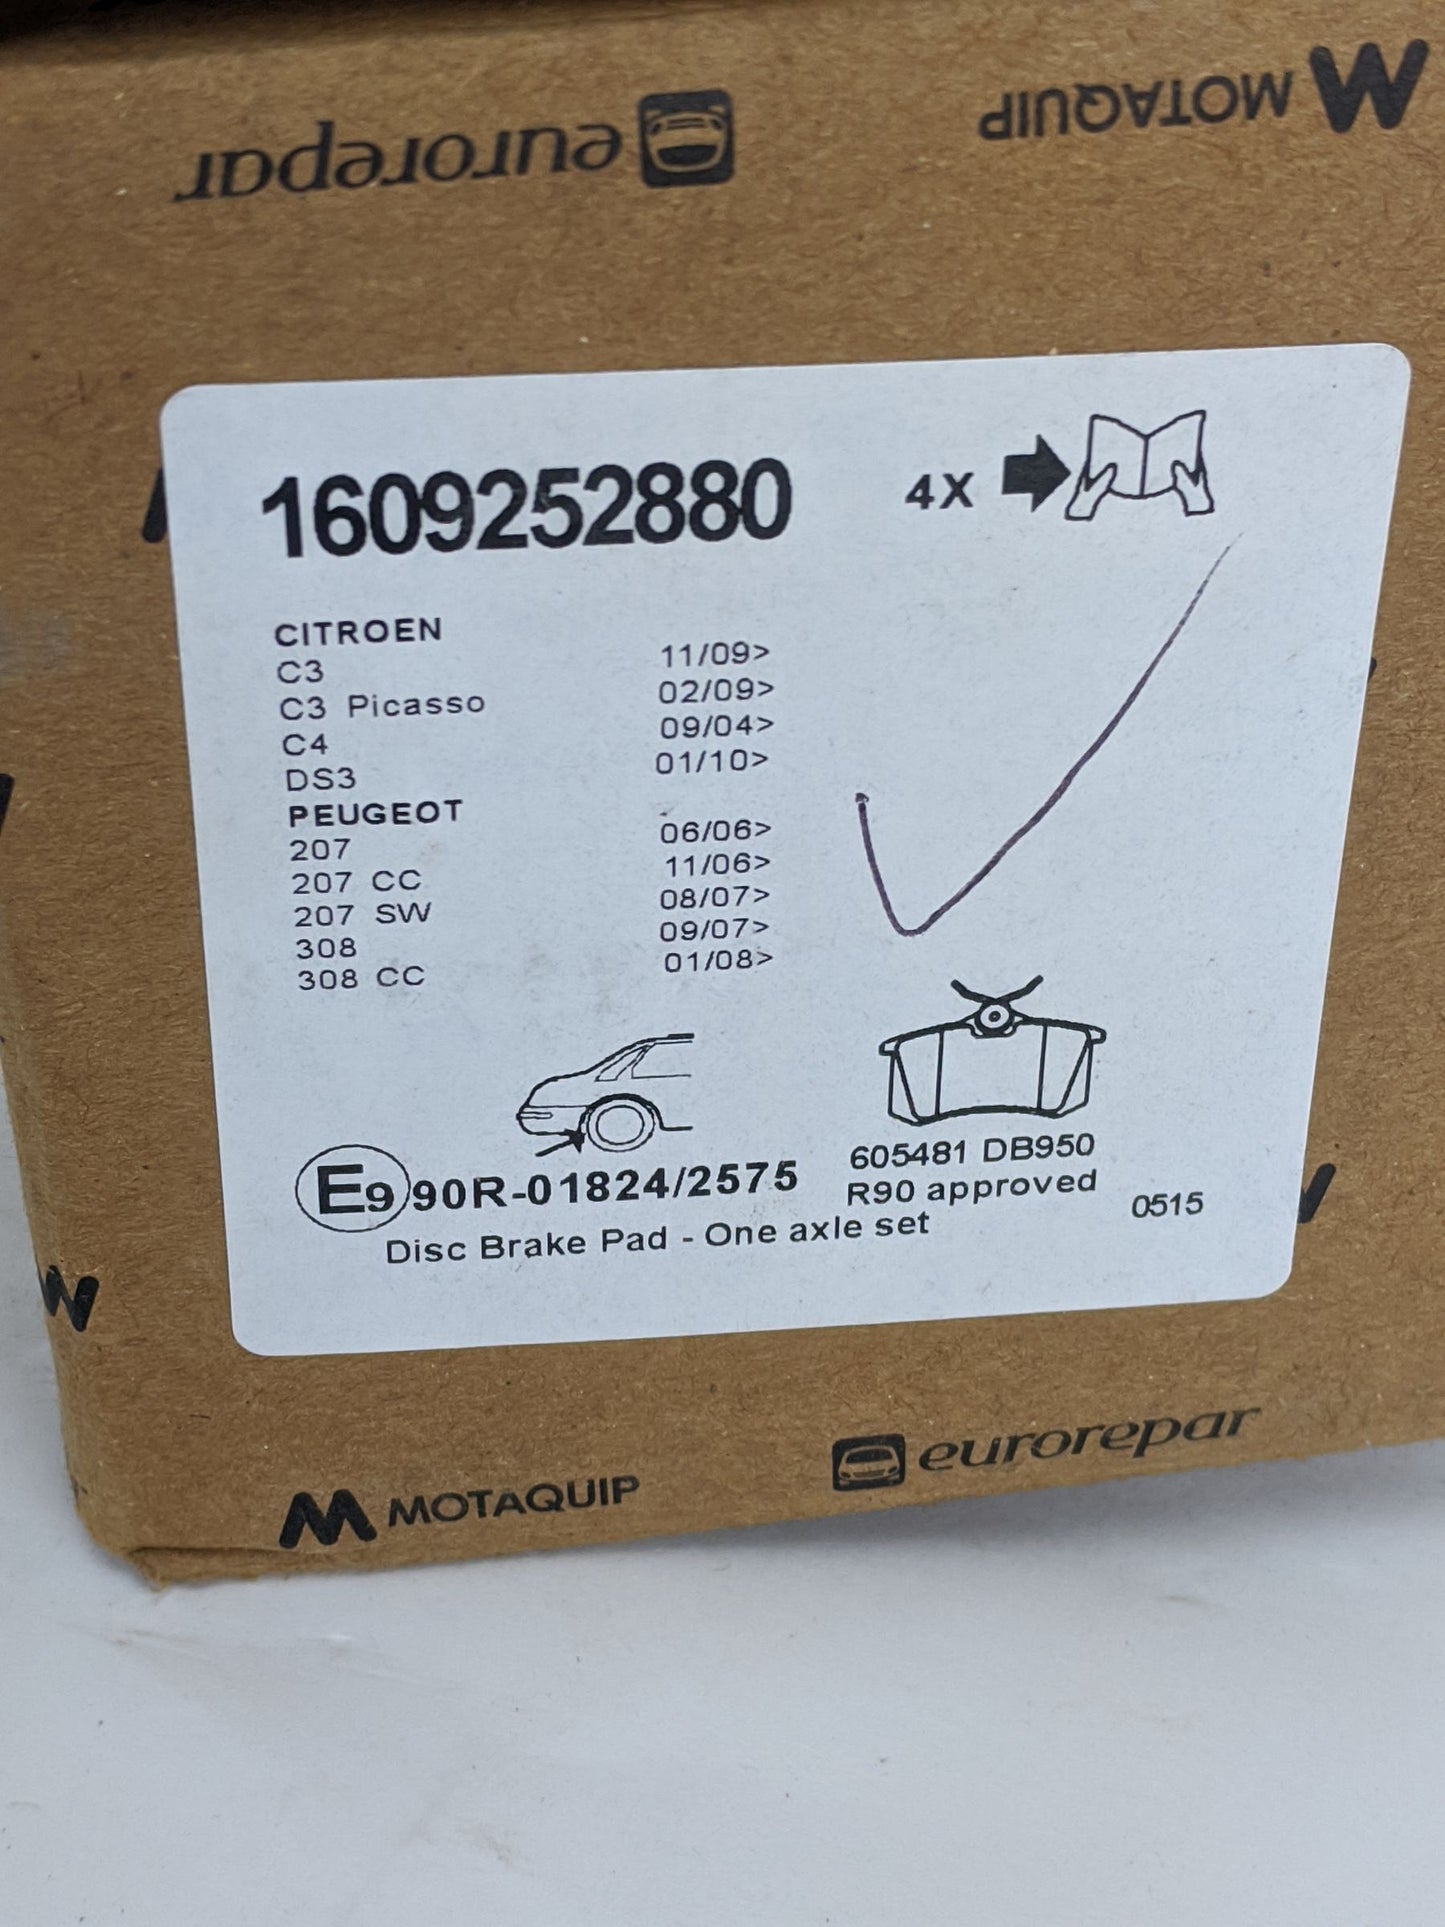 eurorepar MOTAQUIP
1609252880 4X
CITROEN
C3 11/09>
C3 Picasso 02/09>
C4 09/04>
DS3 01/10>
PEUGEOT
207 06/06>
207 CC 11/06>
207 SW 08/07>
308 09/07>
308 CC 01/08>
605481 DB950
E9 90R-01824/2575 R90 approved
Disc Brake Pad - One axle set 0515
MOTAQUIP eurorepar